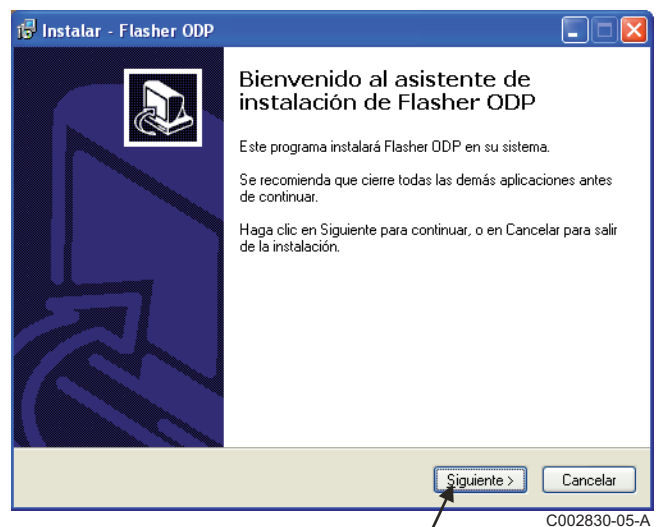 Instalar - Flasher ODP
Bienvenido al asistente de
instalación de Flasher ODP
Este programa instalará Flasher ODP en su sistema.
Se recomienda que cierre todas las demás aplicaciones antes
de continuar.
Haga clic en Siguiente para continuar, o en Cancelar para salir
de la instalación.
Siguiente >
Cancelar
C002830-05-A